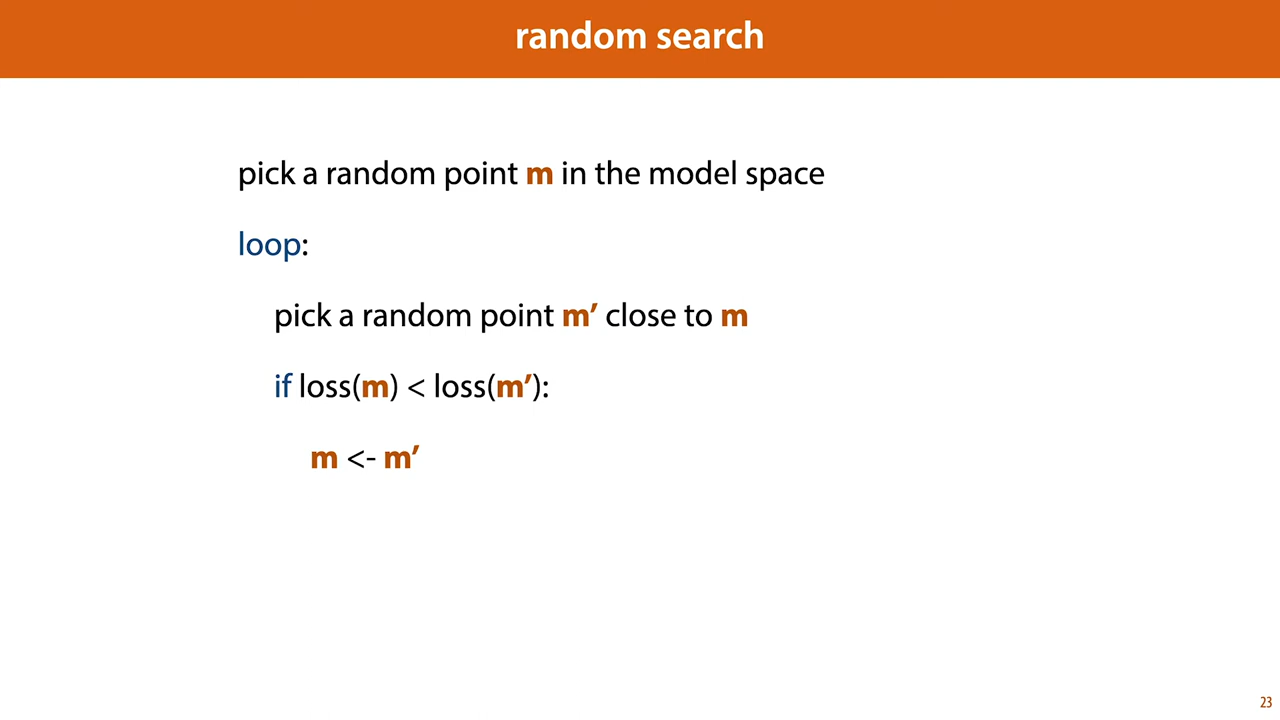 random search
pick a random point m in the model space
loop:
pick a random point m′ close to m
if loss(m) < loss(m′):
m <- m′
23